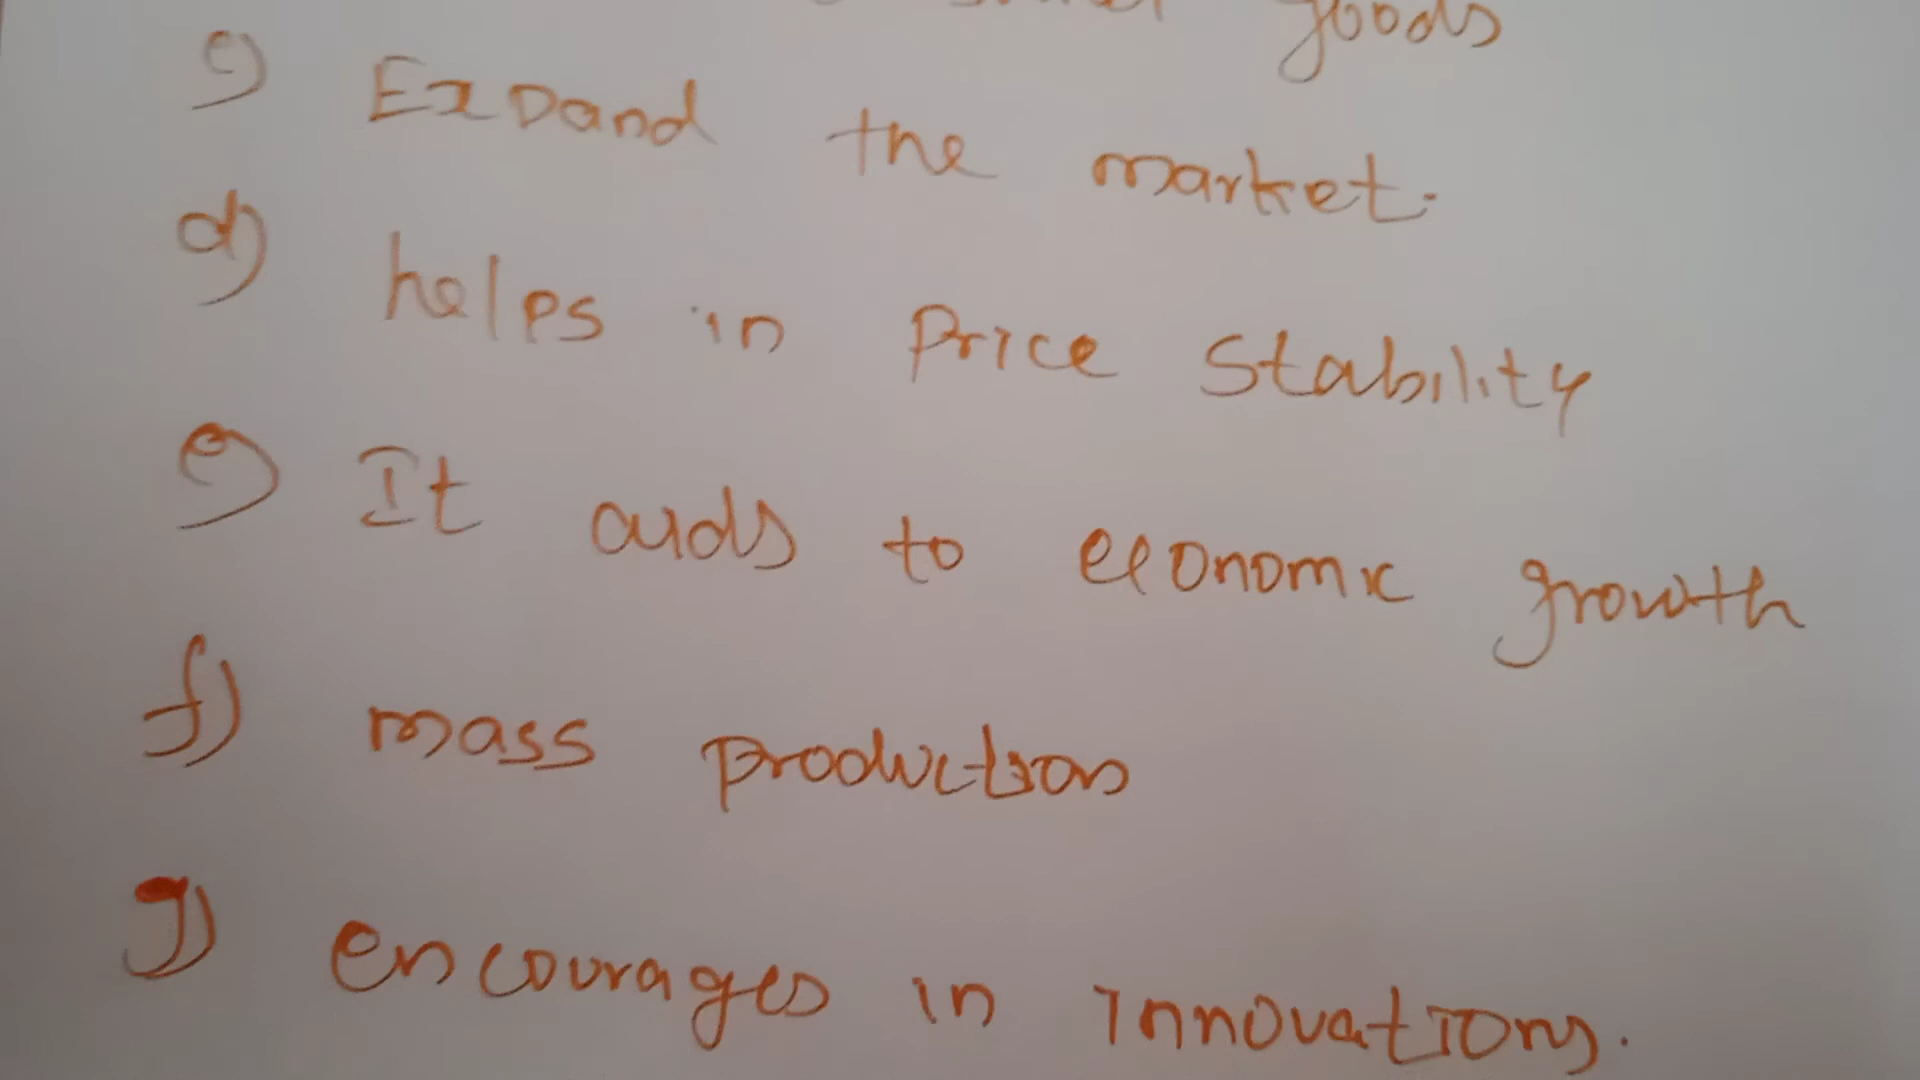 goods
c) Expand the market.
d) helps in Price Stability
e) It aids to economic growth
f) mass production
g) encourages in innovations.